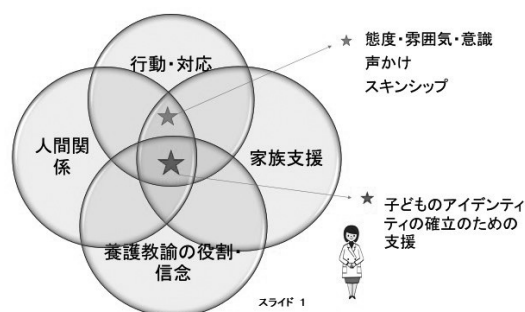 行動・対応
人間関
係
家族支援
養護教諭の役割・
信念
★ 態度・雰囲気・意識
声かけ
スキンシップ
★ 子どものアイデンティ
ティの確立のための
支援
スライド 1